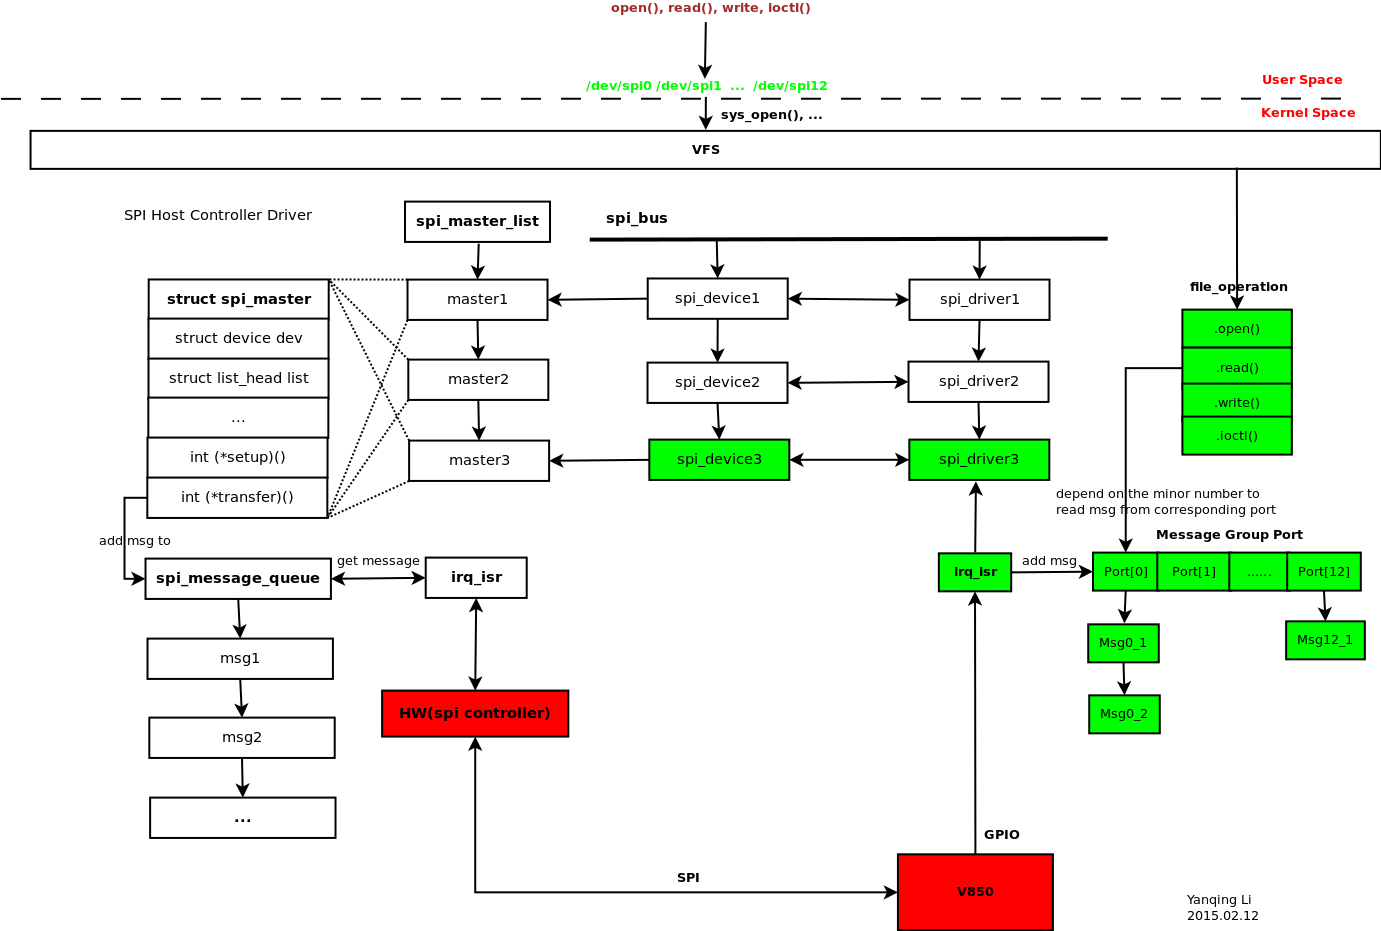 open(), read(), write, ioctl()
/dev/spi0 /dev/spi1 ... /dev/spi12
User Space
sys_open(), ...
Kernel Space
VFS
SPI Host Controller Driver
spi_master_list
spi_bus
file_operation
struct spi_master
struct device dev
struct list_head list
...
int (*setup)()
int (*transfer)()
master1
master2
master3
spi_device1
spi_device2
spi_device3
spi_driver1
spi_driver2
spi_driver3
.open()
.read()
.write()
.ioctl()
depend on the minor number to
read msg from corresponding port
Message Group Port
add msg to
get message
spi_message_queue
irq_isr
irq_isr
add msg
Port[0]
Port[1]
......
Port[12]
msg1
msg2
...
Msg0_1
Msg0_2
Msg12_1
HW(spi controller)
GPIO
SPI
V850
Yanqing Li
2015.02.12